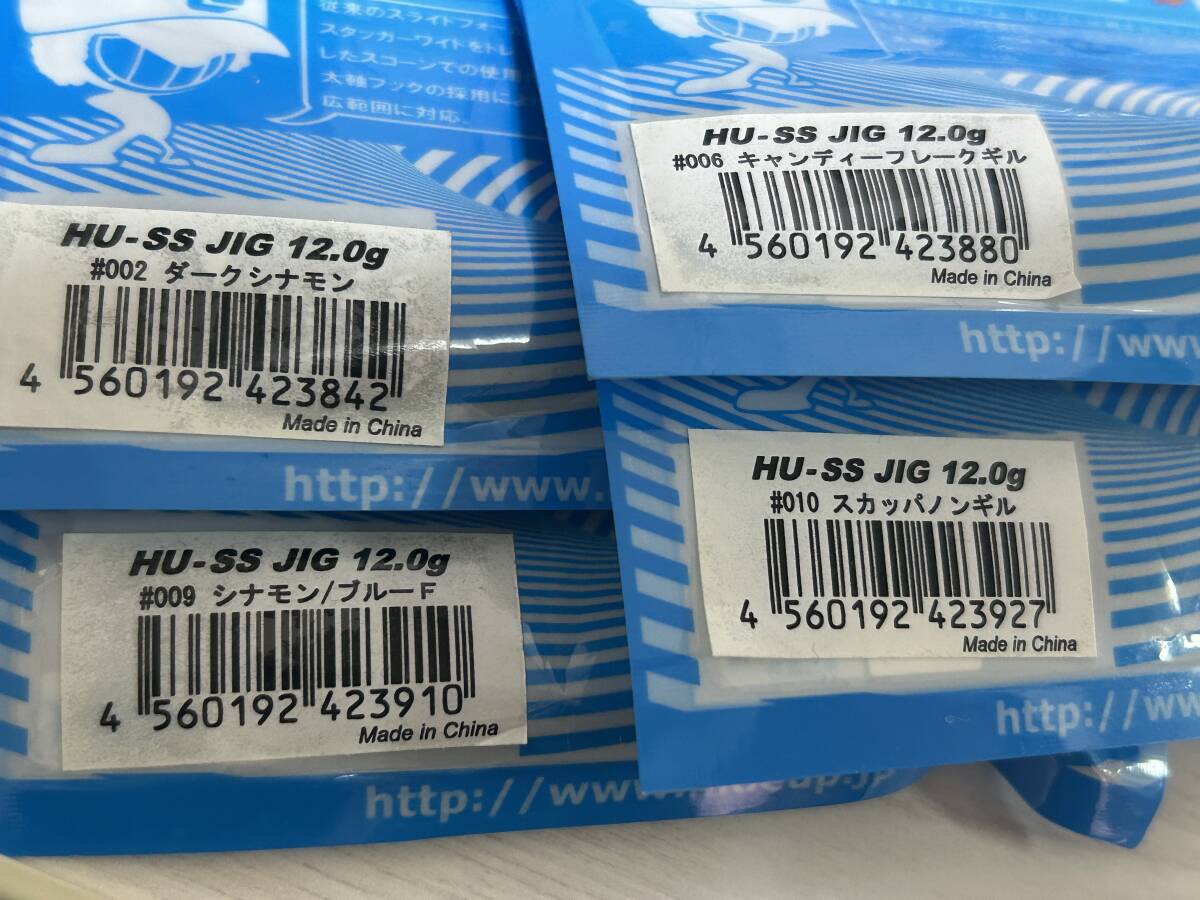 従来のスライドフォー
スタッガーワイトをトレ
したスコーンでの使用
太軸フックの採用によ
広範囲に対応
HU-SS JIG 12.0g
#002 ダークシナモン
4 560192 423842
Made in China
http://www.
HU-SS JIG 12.0g
#006 キャンディーフレークギル
4 560192 423880
Made in China
http://www
HU-SS JIG 12.0g
#009 シナモン/ブルーF
4 560192 423910
Made in China
http://www
HU-SS JIG 12.0g
#010 スカッパノンギル
4 560192 423927
Made in China
http://w